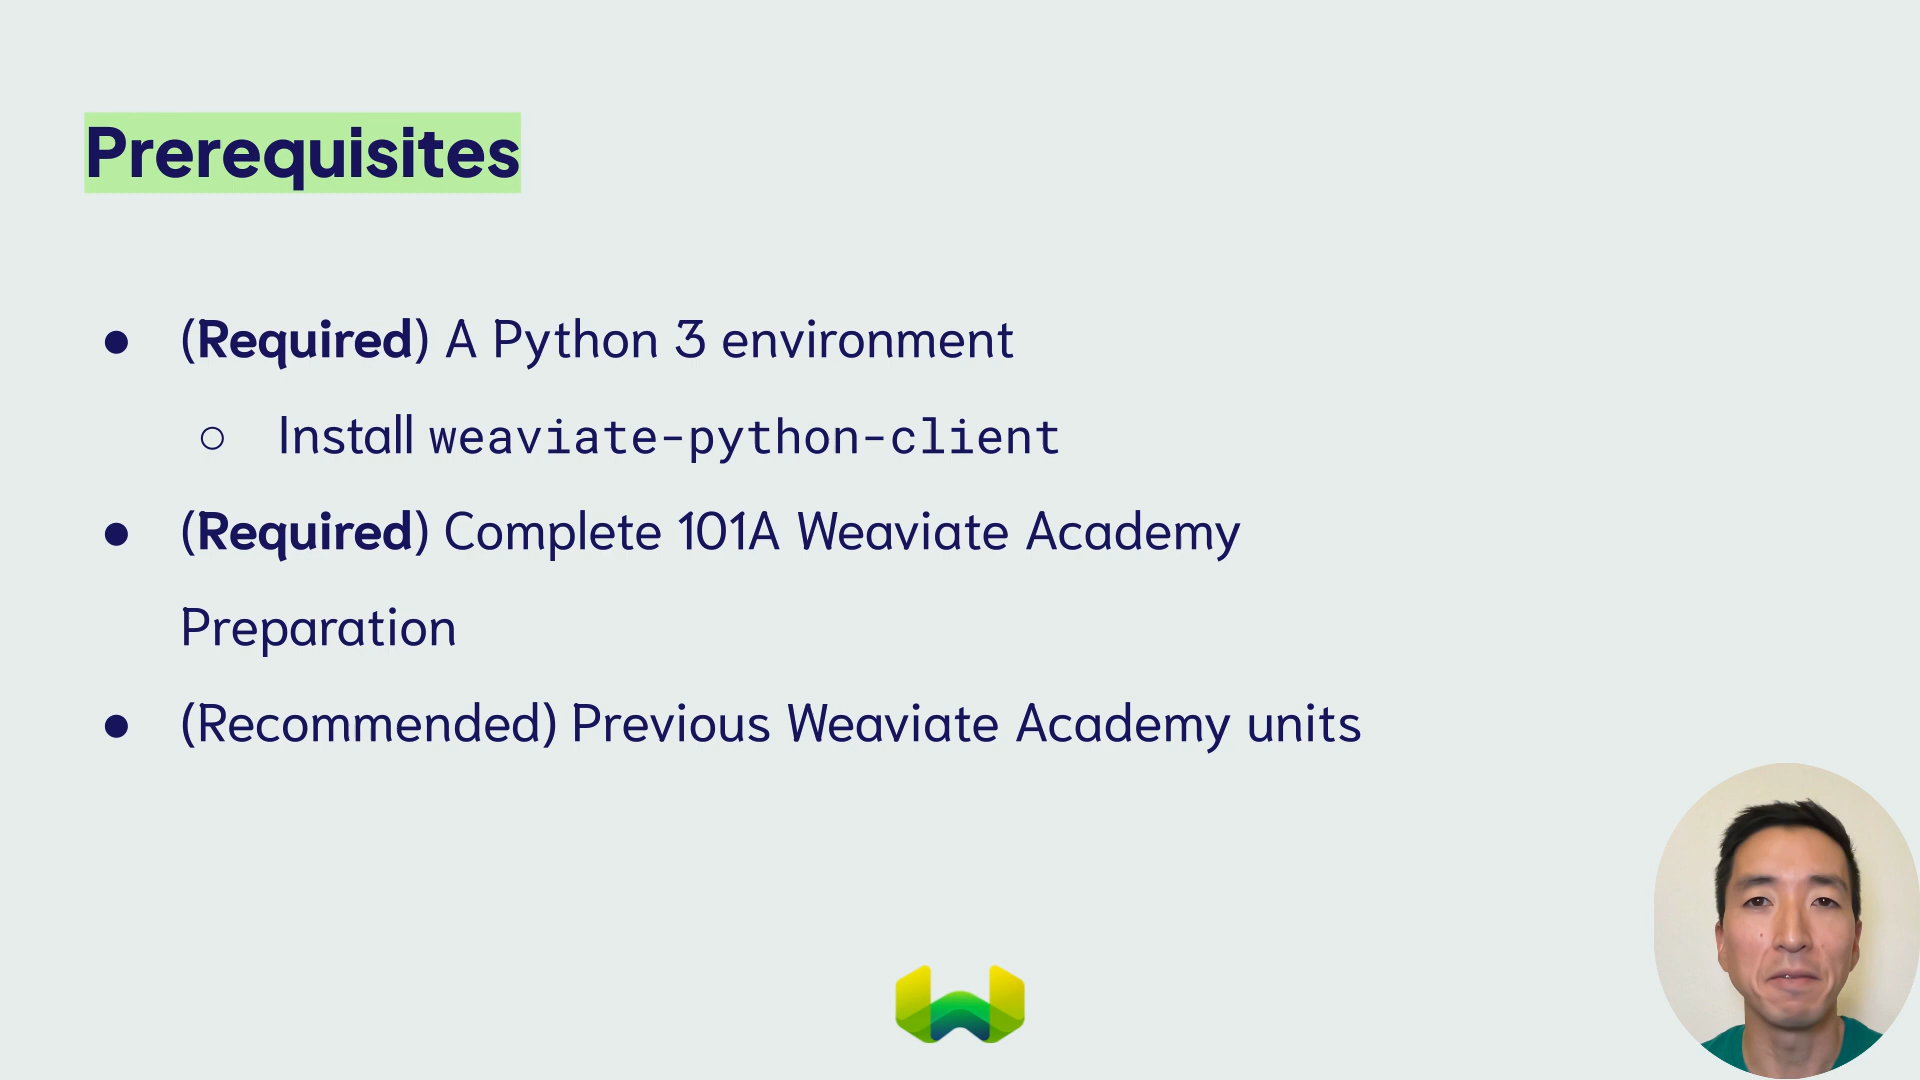 Prerequisites
● (Required) A Python 3 environment
○ Install weaviate-python-client
● (Required) Complete 101A Weaviate Academy
Preparation
● (Recommended) Previous Weaviate Academy units